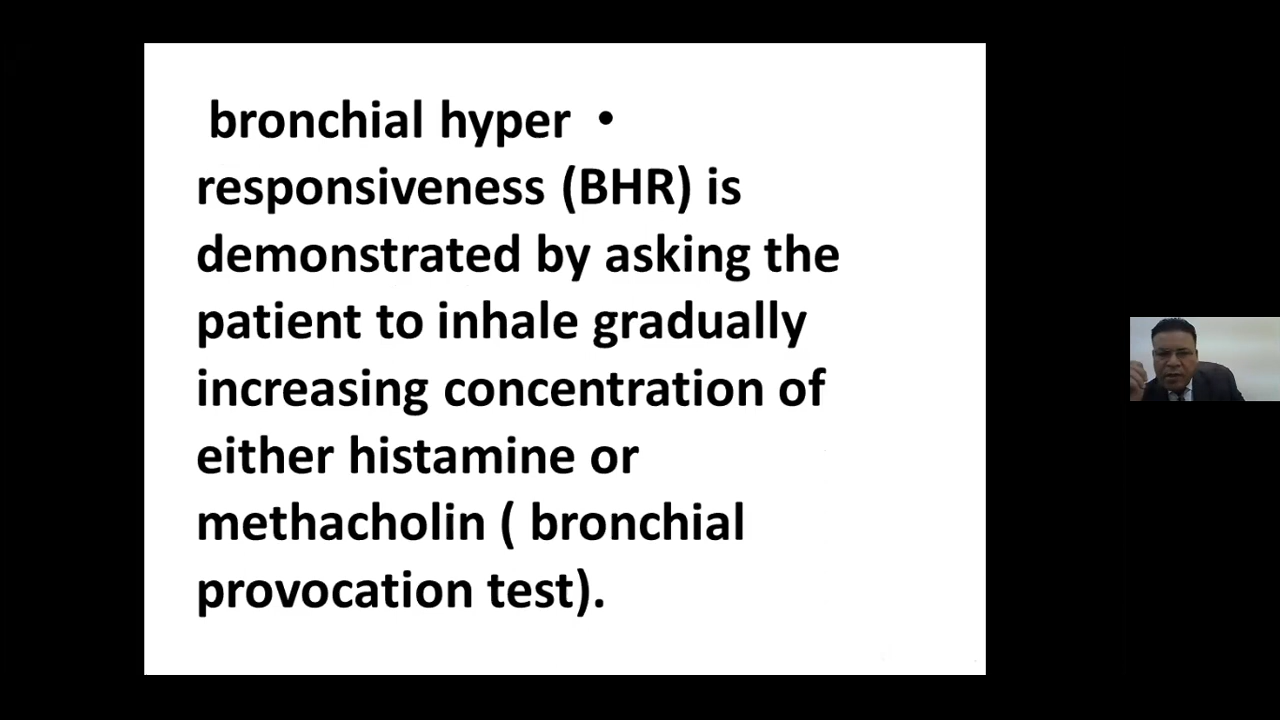 bronchial hyper •
responsiveness (BHR) is
demonstrated by asking the
patient to inhale gradually
increasing concentration of
either histamine or
methacholin ( bronchial
provocation test).